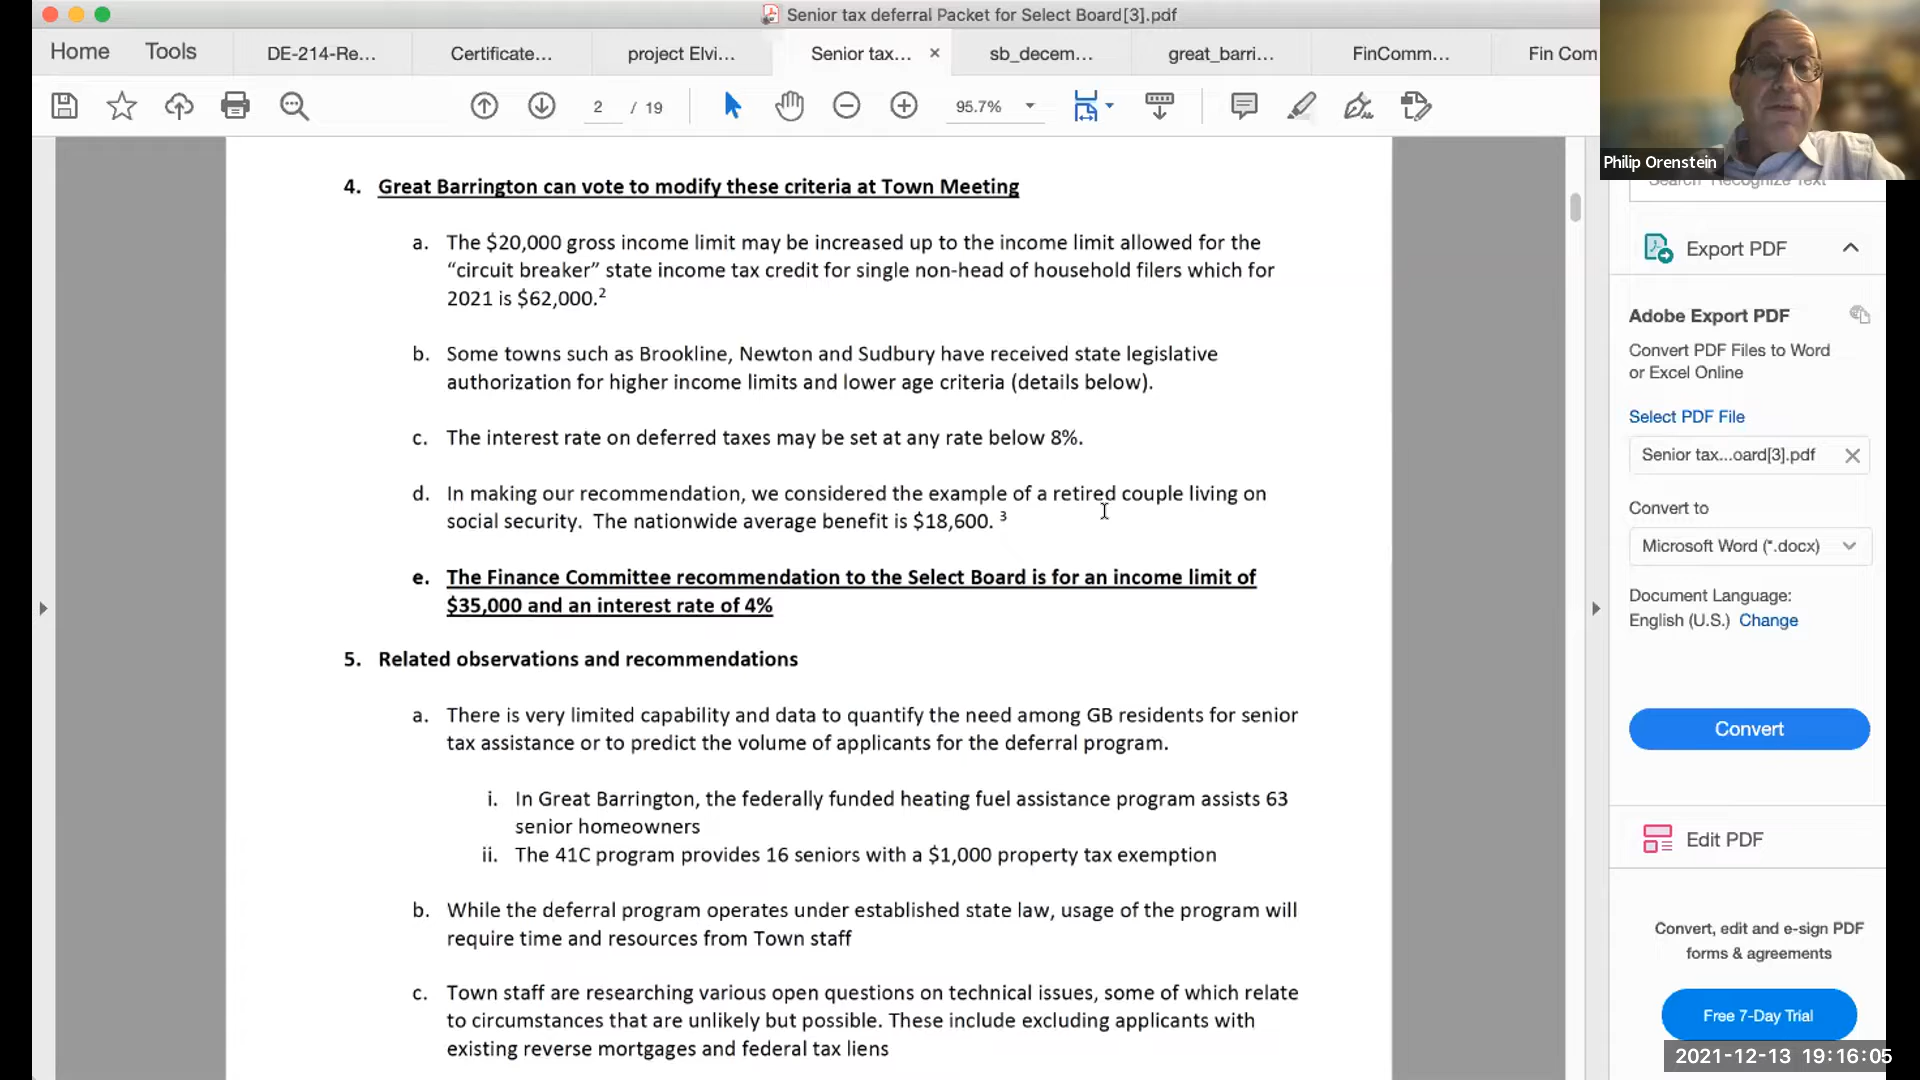 Senior tax deferral Packet for Select Board[3].pdf
Home
Tools
DE-214-Re...
Certificate...
project Elvi...
Senior tax...
sb_decem...
great_barri...
FinComm...
Fin Com
2 / 19
95.7%
Philip Orenstein
4. Great Barrington can vote to modify these criteria at Town Meeting
a. The $20,000 gross income limit may be increased up to the income limit allowed for the
“circuit breaker” state income tax credit for single non-head of household filers which for
2021 is $62,000.2
b. Some towns such as Brookline, Newton and Sudbury have received state legislative
authorization for higher income limits and lower age criteria (details below).
c. The interest rate on deferred taxes may be set at any rate below 8%.
d. In making our recommendation, we considered the example of a retired couple living on
social security. The nationwide average benefit is $18,600. 3
e. The Finance Committee recommendation to the Select Board is for an income limit of
$35,000 and an interest rate of 4%
5. Related observations and recommendations
a. There is very limited capability and data to quantify the need among GB residents for senior
tax assistance or to predict the volume of applicants for the deferral program.
i. In Great Barrington, the federally funded heating fuel assistance program assists 63
senior homeowners
ii. The 41C program provides 16 seniors with a $1,000 property tax exemption
b. While the deferral program operates under established state law, usage of the program will
require time and resources from Town staff
c. Town staff are researching various open questions on technical issues, some of which relate
to circumstances that are unlikely but possible. These include excluding applicants with
existing reverse mortgages and federal tax liens
Search 'Recognize Text'
Export PDF
Adobe Export PDF
Convert PDF Files to Word
or Excel Online
Select PDF File
Senior tax...oard[3].pdf
Convert to
Microsoft Word (*.docx)
Document Language:
English (U.S.) Change
Convert
Edit PDF
Convert, edit and e-sign PDF
forms & agreements
Free 7-Day Trial
2021-12-13 19:16:05